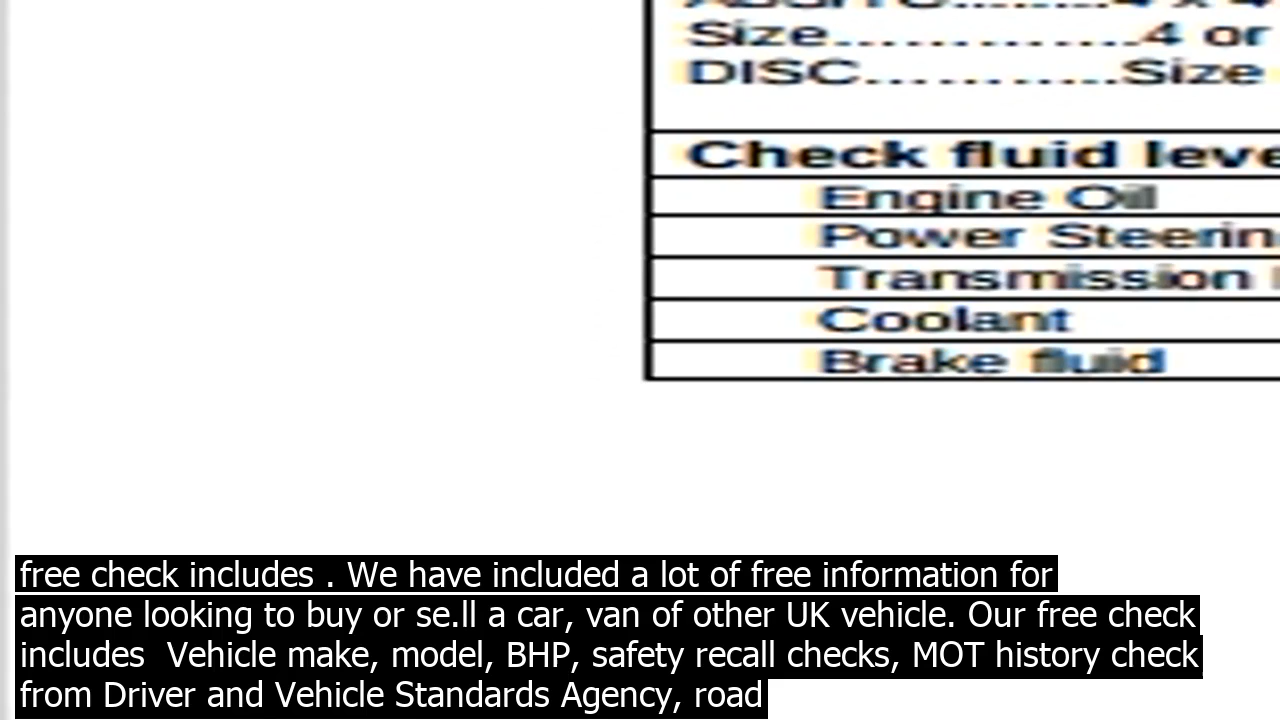 Size..............4 or
DISC...........Size
Check fluid leve
Engine Oil
Power Steerin
Transmission
Coolant
Brake fluid
free check includes . We have included a lot of free information for
anyone looking to buy or se.ll a car, van of other UK vehicle. Our free check
includes  Vehicle make, model, BHP, safety recall checks, MOT history check
from Driver and Vehicle Standards Agency, road